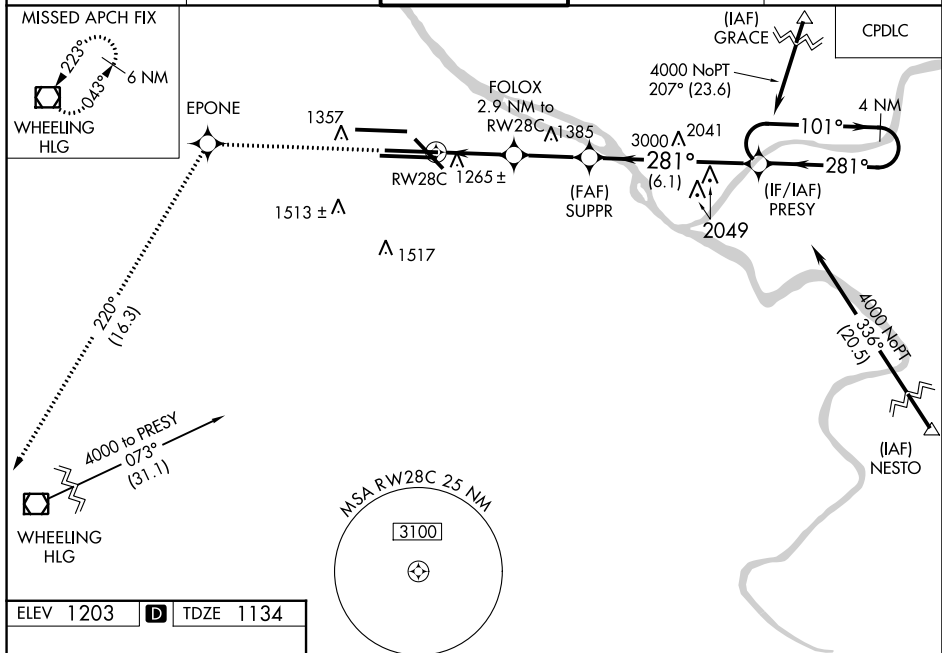 MISSED APCH FIX
223°
043°
6 NM
WHEELING
HLG
(IAF)
GRACE
CPDLC
4000 NoPT
207° (23.6)
4 NM
EPONE
FOLOX
2.9 NM to
RW28C
1357
1385
3000
2041
101°
281°
281°
(6.1)
RW28C
1265 ±
(FAF)
SUPPR
(IF/IAF)
PRESY
1513 ±
2049
1517
220°
(16.3)
4000 NoPT
336°
(20.5)
4000 to PRESY
073°
(31.1)
(IAF)
NESTO
WHEELING
HLG
MSA RW28C 25 NM
3100
ELEV 1203 D TDZE 1134